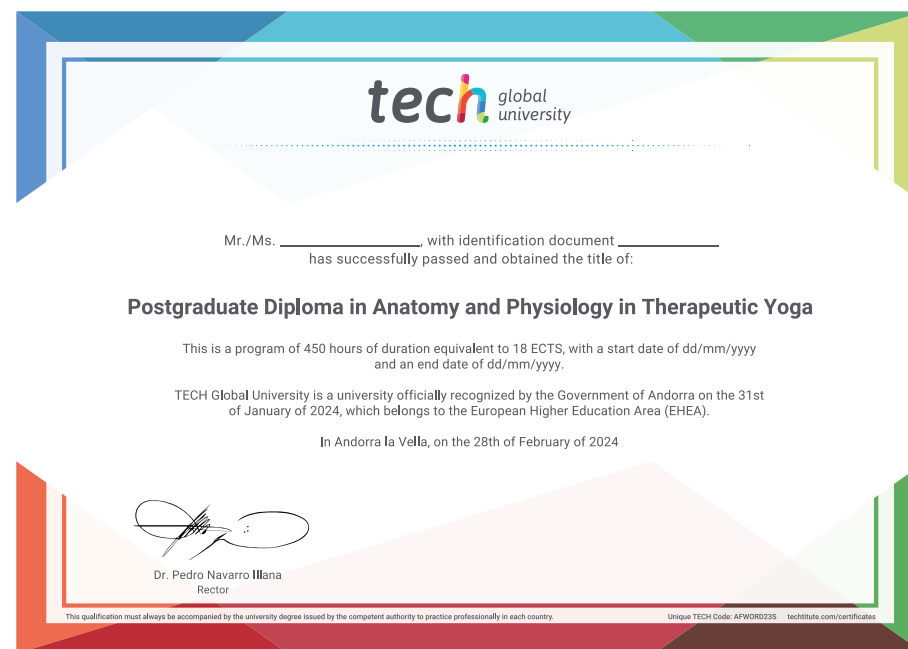 tech global university
Mr./Ms. ____________, with identification document ____________
has successfully passed and obtained the title of:
Postgraduate Diploma in Anatomy and Physiology in Therapeutic Yoga
This is a program of 450 hours of duration equivalent to 18 ECTS, with a start date of dd/mm/yyyy
and an end date of dd/mm/yyyy.
TECH Global University is a university officially recognized by the Government of Andorra on the 31st
of January of 2024, which belongs to the European Higher Education Area (EHEA).
In Andorra la Vella, on the 28th of February of 2024
Dr. Pedro Navarro Illana
Rector
This qualification must always be accompanied by the university degree issued by the competent authority to practice professionally in each country.
Unique TECH Code: AFWORD23S techtitute.com/certificates